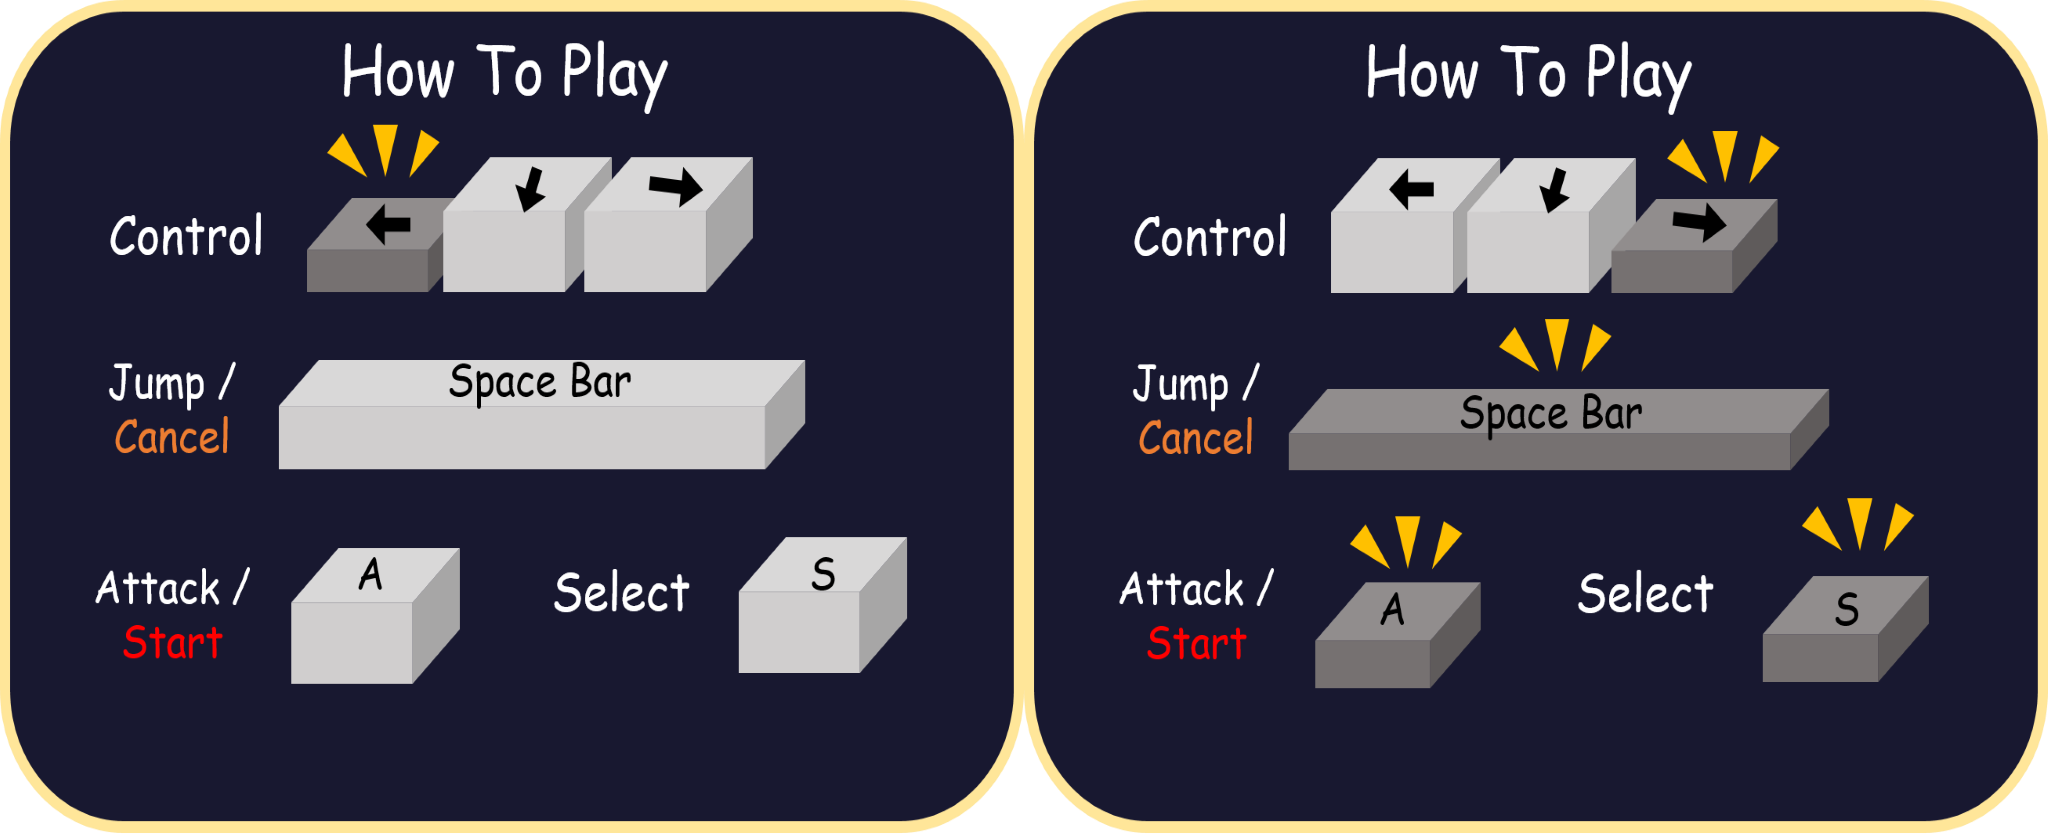 How To Play
Control
Jump /
Cancel
Space Bar
Attack /
Start
A
Select
S
How To Play
Control
Jump /
Cancel
Space Bar
Attack /
Start
A
Select
S